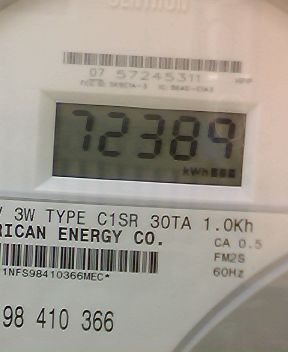 CENTRON
07 57245311
72389
kWh
V 3W TYPE C1SR 30TA 1.0Kh
RICAN ENERGY CO.
CA 0.5
FM2S
60Hz
1NFS98410366MEC*
98 410 366